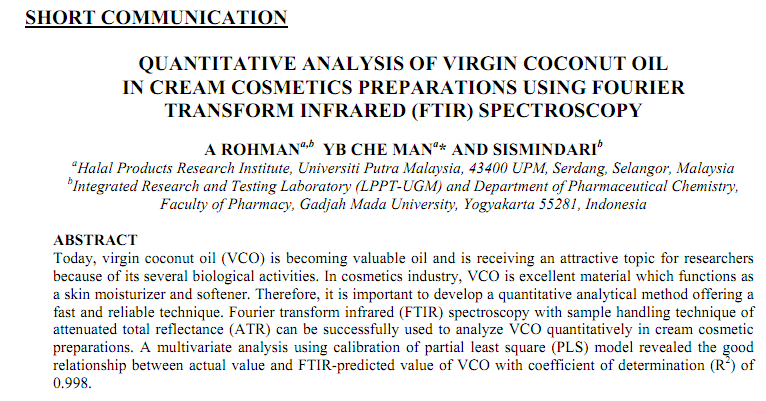 SHORT COMMUNICATION
QUANTITATIVE ANALYSIS OF VIRGIN COCONUT OIL
IN CREAM COSMETICS PREPARATIONS USING FOURIER
TRANSFORM INFRARED (FTIR) SPECTROSCOPY
A ROHMANa,b YB CHE MANa* AND SISMINDARIb
aHalal Products Research Institute, Universiti Putra Malaysia, 43400 UPM, Serdang, Selangor, Malaysia
bIntegrated Research and Testing Laboratory (LPPT-UGM) and Department of Pharmaceutical Chemistry,
Faculty of Pharmacy, Gadjah Mada University, Yogyakarta 55281, Indonesia
ABSTRACT
Today, virgin coconut oil (VCO) is becoming valuable oil and is receiving an attractive topic for researchers
because of its several biological activities. In cosmetics industry, VCO is excellent material which functions as
a skin moisturizer and softener. Therefore, it is important to develop a quantitative analytical method offering a
fast and reliable technique. Fourier transform infrared (FTIR) spectroscopy with sample handling technique of
attenuated total reflectance (ATR) can be successfully used to analyze VCO quantitatively in cream cosmetic
preparations. A multivariate analysis using calibration of partial least square (PLS) model revealed the good
relationship between actual value and FTIR-predicted value of VCO with coefficient of determination (R2) of
0.998.